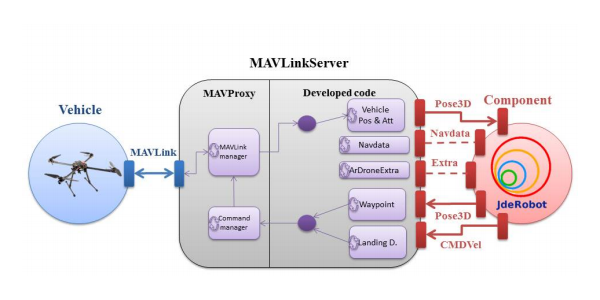 MAVLinkServer
Vehicle
MAVLink
MAVProxy
MAVLink
manager
Command
manager
Developed code
Vehicle
Pos & Att
Navdata
ArDroneExtra
Waypoint
Landing D.
Pose3D
Navdata
Extra
Pose3D
CMDVel
Component
JdeRobot